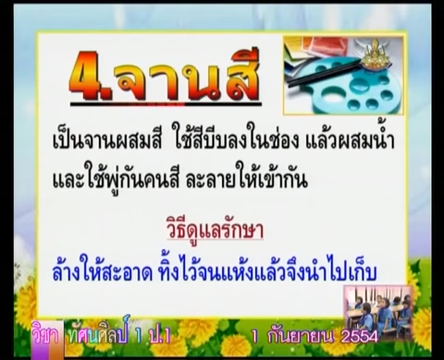 4.จานสี
เป็นจานผสมสี ใช้สีบีบลงในช่อง แล้วผสมน้ำ
และใช้พู่กันคนสี ละลายให้เข้ากัน
วิธีดูแลรักษา
ล้างให้สะอาด ทิ้งไว้จนแห้งแล้วจึงนำไปเก็บ
วิชา ทัศนศิลป์ 1 ป.1 1 กันยายน 2554